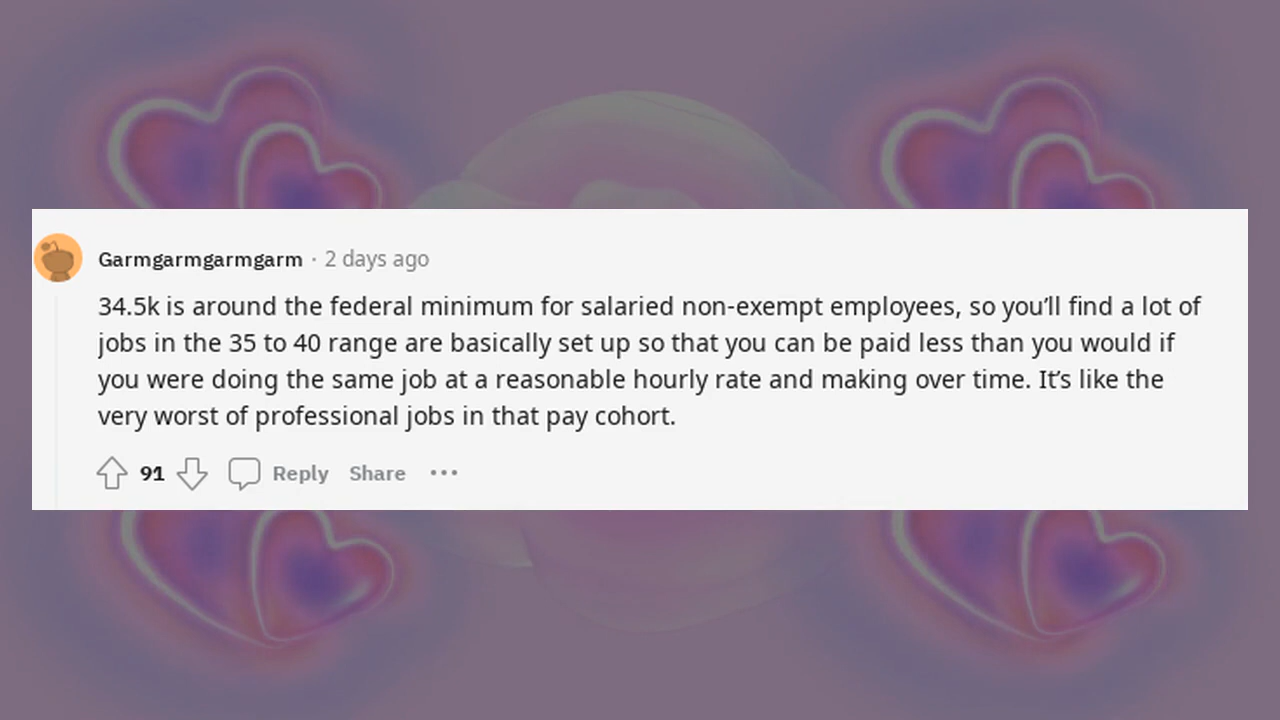 Garmgarmgarmgarm · 2 days ago
34.5k is around the federal minimum for salaried non-exempt employees, so you’ll find a lot of
jobs in the 35 to 40 range are basically set up so that you can be paid less than you would if
you were doing the same job at a reasonable hourly rate and making over time. It’s like the
very worst of professional jobs in that pay cohort.
91 Reply Share ···